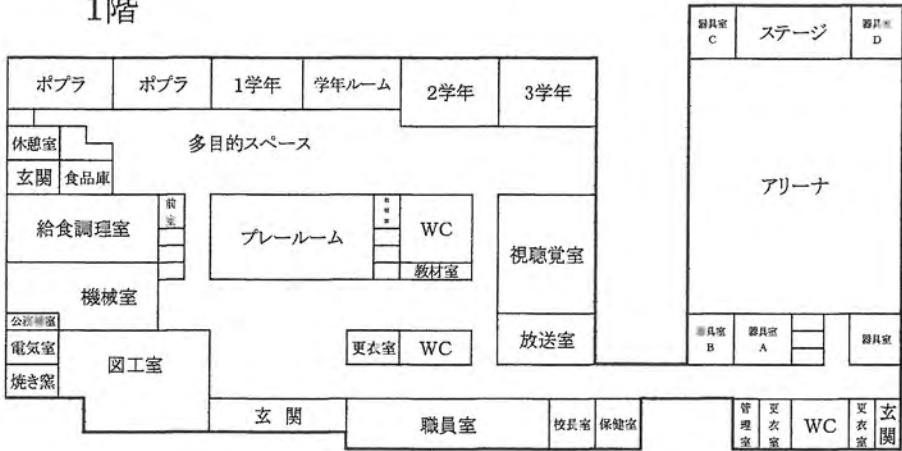 1階
器具室
C
ステージ
D
ポプラ
ポプラ
1学年
学年ルーム
2学年
3学年
休憩室
多目的スペース
玄関
食品庫
アリーナ
給食調理室
前室
プレールーム
WC
視聴覚室
教材室
機械室
電気室
図工室
更衣室
WC
放送室
B
器具室
A
器具室
焼き窯
玄関
職員室
校長室
保健室
管理室
更衣室
WC
更衣室
玄関